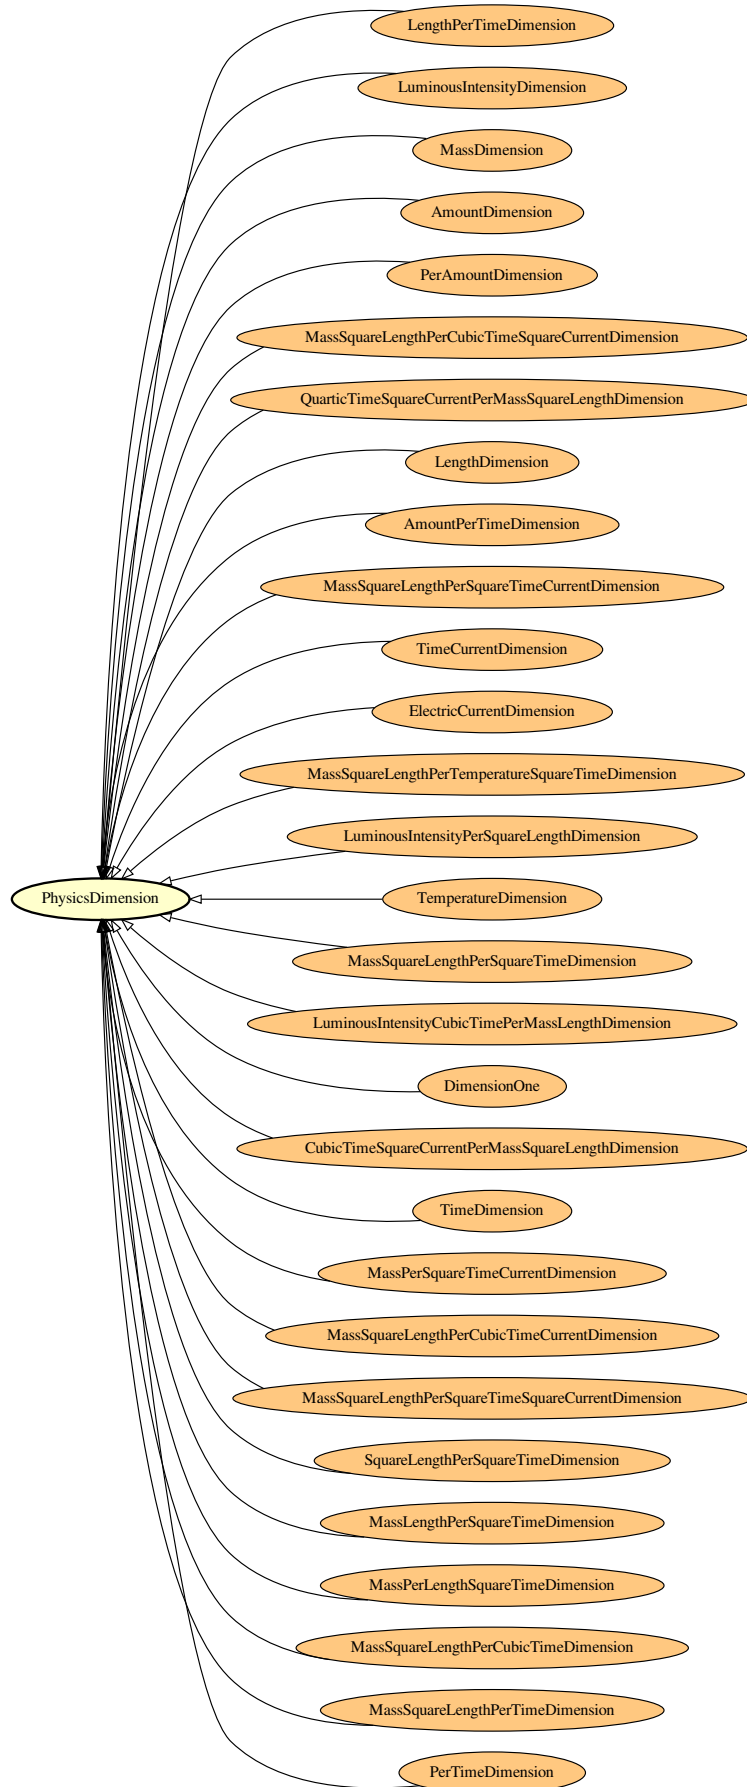 LengthPerTimeDimension
LuminousIntensityDimension
MassDimension
AmountDimension
PerAmountDimension
MassSquareLengthPerCubicTimeSquareCurrentDimension
QuarticTimeSquareCurrentPerMassSquareLengthDimension
LengthDimension
AmountPerTimeDimension
MassSquareLengthPerSquareTimeCurrentDimension
TimeCurrentDimension
ElectricCurrentDimension
MassSquareLengthPerTemperatureSquareTimeDimension
LuminousIntensityPerSquareLengthDimension
PhysicsDimension
TemperatureDimension
MassSquareLengthPerSquareTimeDimension
LuminousIntensityCubicTimePerMassLengthDimension
DimensionOne
CubicTimeSquareCurrentPerMassSquareLengthDimension
TimeDimension
MassPerSquareTimeCurrentDimension
MassSquareLengthPerCubicTimeCurrentDimension
MassSquareLengthPerSquareTimeSquareCurrentDimension
SquareLengthPerSquareTimeDimension
MassLengthPerSquareTimeDimension
MassPerLengthSquareTimeDimension
MassSquareLengthPerCubicTimeDimension
MassSquareLengthPerTimeDimension
PerTimeDimension